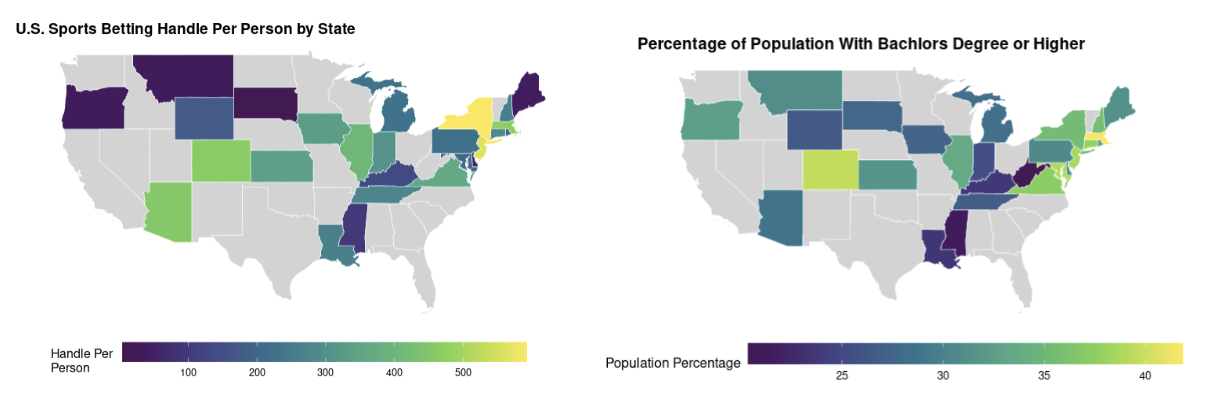 U.S. Sports Betting Handle Per Person by State
Percentage of Population With Bachlors Degree or Higher
Handle Per
Person
100 200 300 400 500
Population Percentage
25 30 35 40